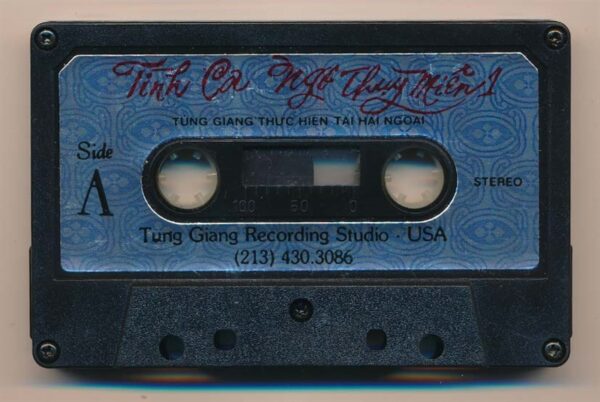 Tình Ca Ngô Thụy Miên 1
TÙNG GIANG THỰC HIỆN TẠI HẢI NGOẠI
Side
A
STEREO
100 50 0
Tung Giang Recording Studio · USA
(213) 430.3086